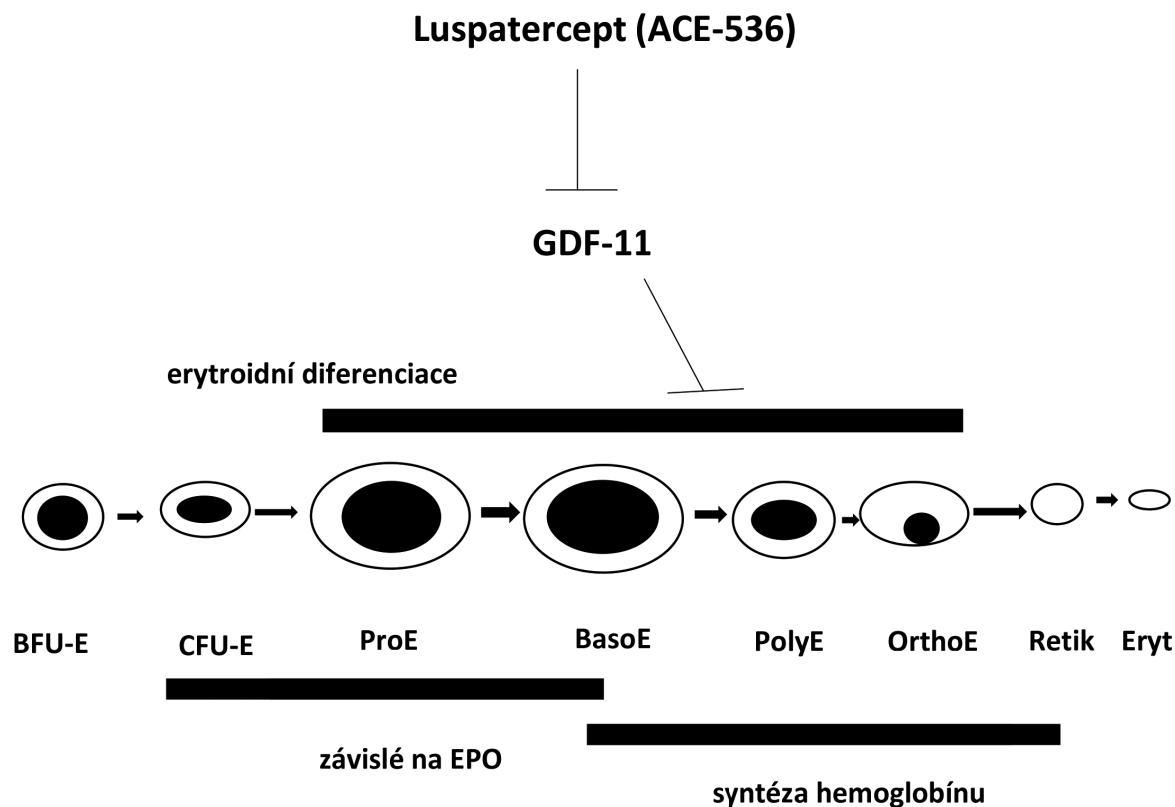 Luspatercept (ACE-536)
GDF-11
erytroidní diferenciace
BFU-E
CFU-E
ProE
BasoE
PolyE
OrthoE
Retik
Eryt
závislé na EPO
syntéza hemoglobínu